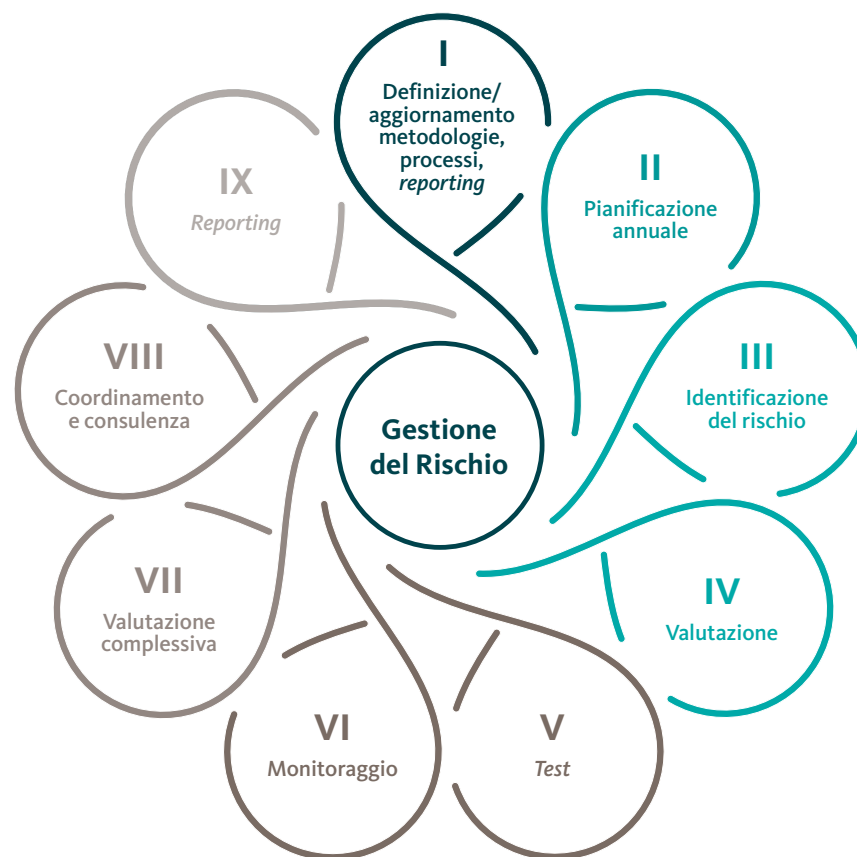 I
Definizione/
aggiornamento
metodologie,
processi,
reporting
II
Pianificazione
annuale
III
Identificazione
del rischio
IV
Valutazione
V
Test
VI
Monitoraggio
VII
Valutazione
complessiva
VIII
Coordinamento
e consulenza
IX
Reporting
Gestione
del Rischio